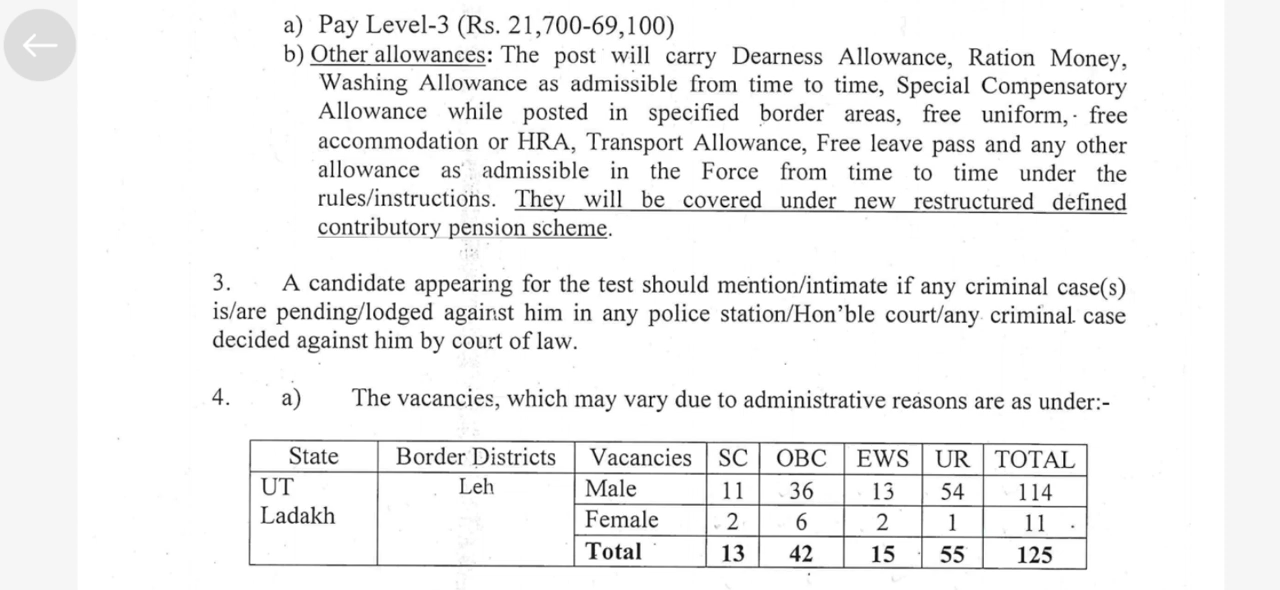 a) Pay Level-3 (Rs. 21,700-69,100)
b) Other allowances: The post will carry Dearness Allowance, Ration Money,
Washing Allowance as admissible from time to time, Special Compensatory
Allowance while posted in specified border areas, free uniform, free
accommodation or HRA, Transport Allowance, Free leave pass and any other
allowance as admissible in the Force from time to time under the
rules/instructions. They will be covered under new restructured defined
contributory pension scheme.
3. A candidate appearing for the test should mention/intimate if any criminal case(s)
is/are pending/lodged against him in any police station/Hon'ble court/any criminal case
decided against him by court of law.
4. a) The vacancies, which may vary due to administrative reasons are as under:-
State Border Districts Vacancies SC OBC EWS UR TOTAL
UT Leh Male 11 36 13 54 114
Ladakh Female 2 6 2 1 11
Total 13 42 15 55 125